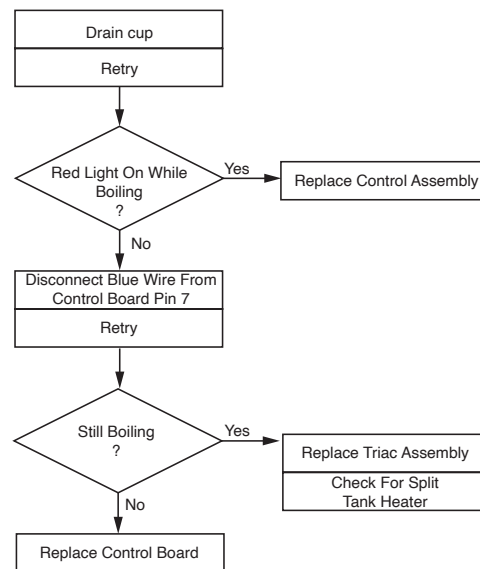 Drain cup
Retry
Red Light On While
Boiling
?
Yes
Replace Control Assembly
No
Disconnect Blue Wire From
Control Board Pin 7
Retry
Still Boiling
?
Yes
Replace Triac Assembly
Check For Split
Tank Heater
No
Replace Control Board